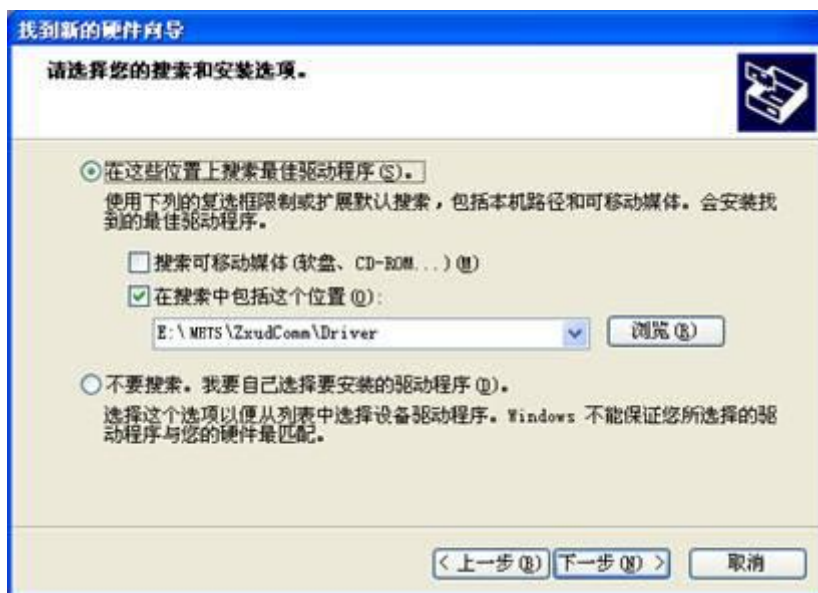 找到新的硬件向导
请选择您的搜索和安装选项。
在这些位置上搜索最佳驱动程序(S)。
使用下列的复选框限制或扩展默认搜索，包括本机路径和可移动媒体。会安装找
到的最佳驱动程序。
搜索可移动媒体(软盘、CD-ROM...)(M)
在搜索中包括这个位置(O):
E:\MHTS\ZxudComm\Driver
浏览(R)
不要搜索。我要自己选择要安装的驱动程序(D)。
选择这个选项以便从列表中选择设备驱动程序。Windows 不能保证您所选择的驱
动程序与您的硬件最匹配。
< 上一步(B)
下一步(N) >
取消